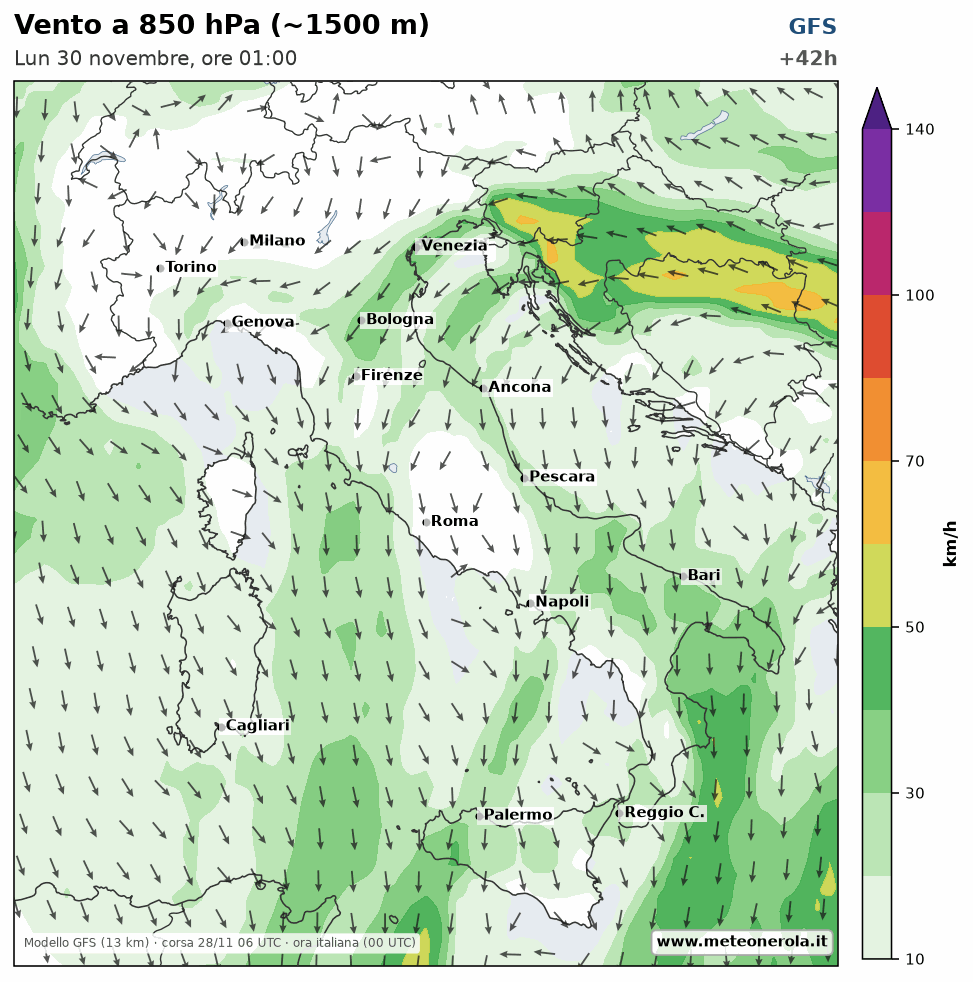 Vento a 850 hPa (~1500 m)
GFS
Lun 30 novembre, ore 01:00
+42h
140
100
70
50
30
10
km/h
Milano
Venezia
Torino
Genova
Bologna
Firenze
Ancona
Pescara
Roma
Bari
Napoli
Cagliari
Palermo
Reggio C.
Modello GFS (13 km) · corsa 28/11 06 UTC · ora italiana (00 UTC)
www.meteonerola.it